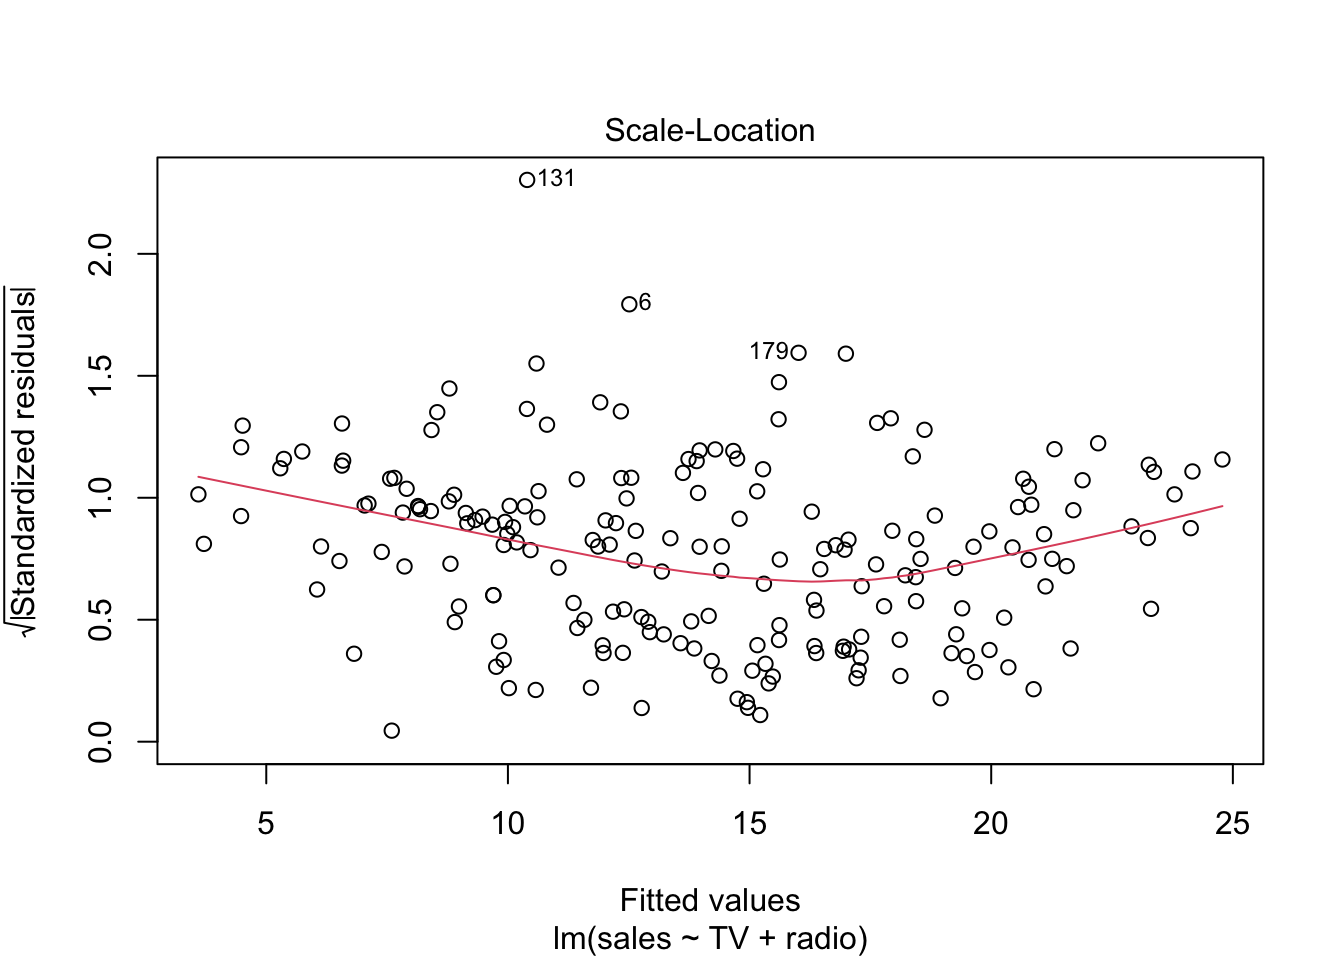 Scale-Location
131
6
179
√|Standardized residuals|
2.0
1.5
1.0
0.5
0.0
5 10 15 20 25
Fitted values
lm(sales ~ TV + radio)